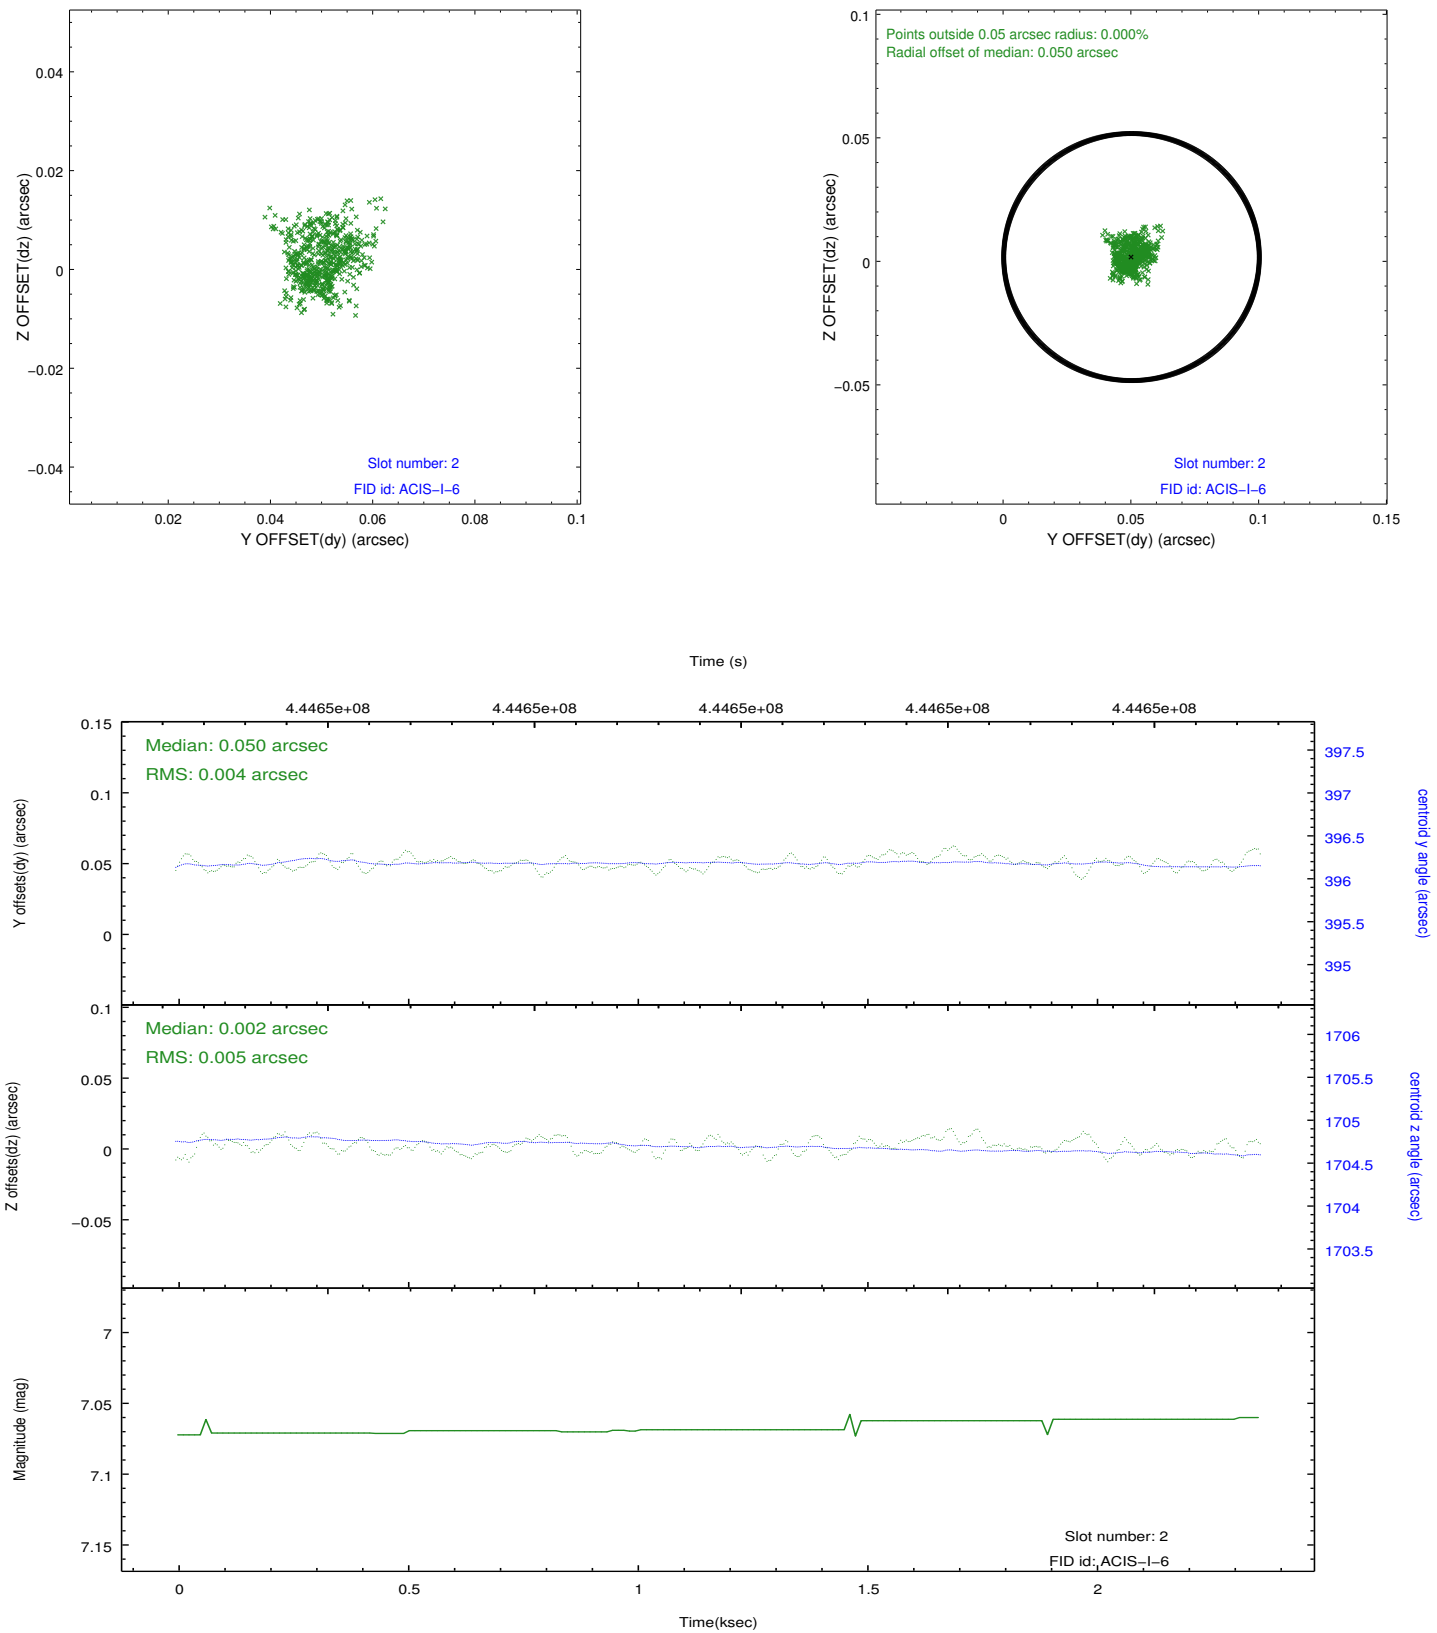 0.04
0.02
0
−0.02
−0.04
Z OFFSET(dz) (arcsec)
Slot number: 2
FID id: ACIS−I−6
0.02
0.04
0.06
0.08
0.1
Y OFFSET(dy) (arcsec)
Points outside 0.05 arcsec radius: 0.000%
Radial offset of median: 0.050 arcsec
0.1
0.05
0
−0.05
Z OFFSET(dz) (arcsec)
Slot number: 2
FID id: ACIS−I−6
0
0.05
0.1
0.15
Y OFFSET(dy) (arcsec)
Time (s)
4.4465e+08
4.4465e+08
4.4465e+08
4.4465e+08
4.4465e+08
Median: 0.050 arcsec
RMS: 0.004 arcsec
0.15
0.1
0.05
0
Y offsets(dy) (arcsec)
397.5
397
396.5
396
395.5
395
centroid y angle (arcsec)
Median: 0.002 arcsec
RMS: 0.005 arcsec
0.1
0.05
0
−0.05
Z offsets(dz) (arcsec)
1706
1705.5
1705
1704.5
1704
1703.5
centroid z angle (arcsec)
7
7.05
7.1
7.15
Magnitude (mag)
Slot number: 2
FID id: ACIS−I−6
0
0.5
1
1.5
2
Time(ksec)